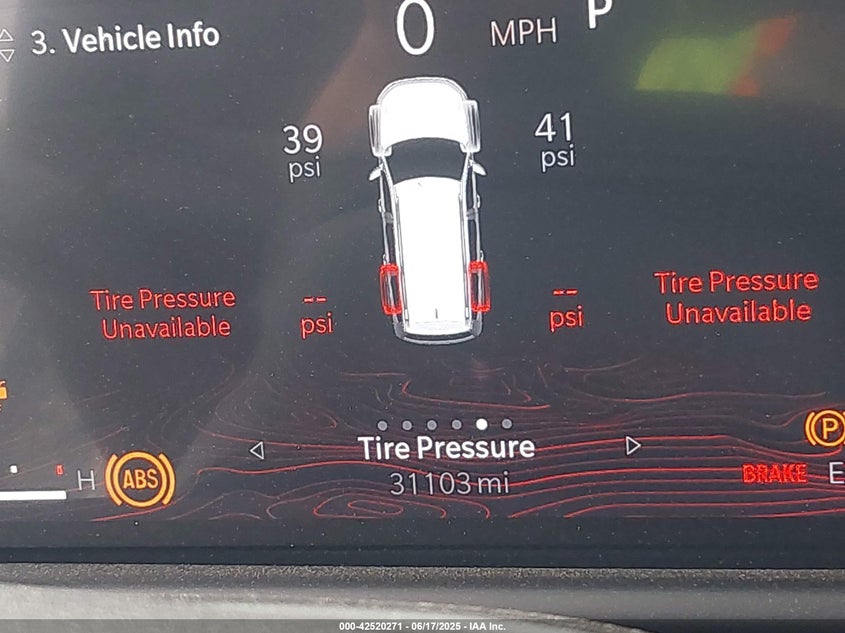 3. Vehicle Info
0 MPH P
39 psi
41 psi
Tire Pressure
Unavailable
-- psi
-- psi
Tire Pressure
Unavailable
Tire Pressure
31103 mi
H
ABS
P
BRAKE
E
000-42520271 - 06/17/2025 - IAA Inc.